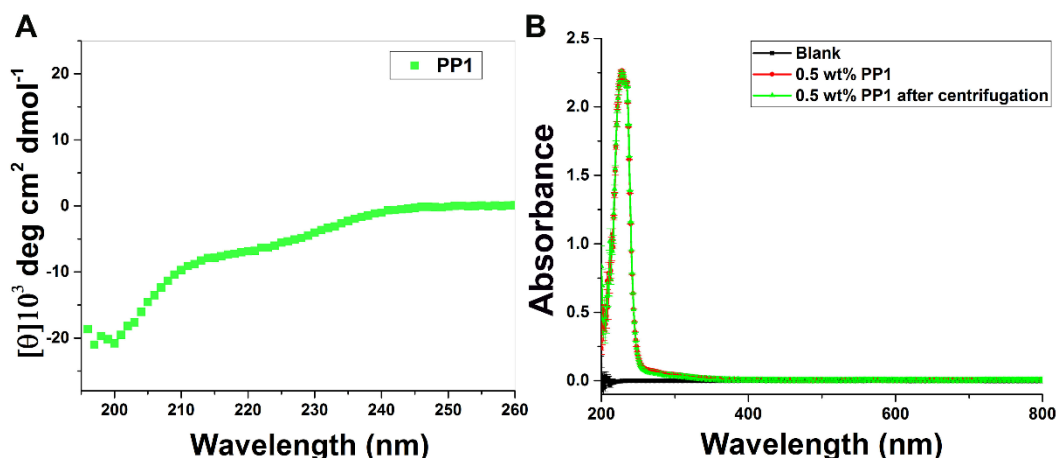 A
PP1
[θ]10³ deg cm² dmol⁻¹
20
10
0
-10
-20
200 210 220 230 240 250 260
Wavelength (nm)
B
Blank
0.5 wt% PP1
0.5 wt% PP1 after centrifugation
Absorbance
2.5
2.0
1.5
1.0
0.5
0.0
200 400 600 800
Wavelength (nm)